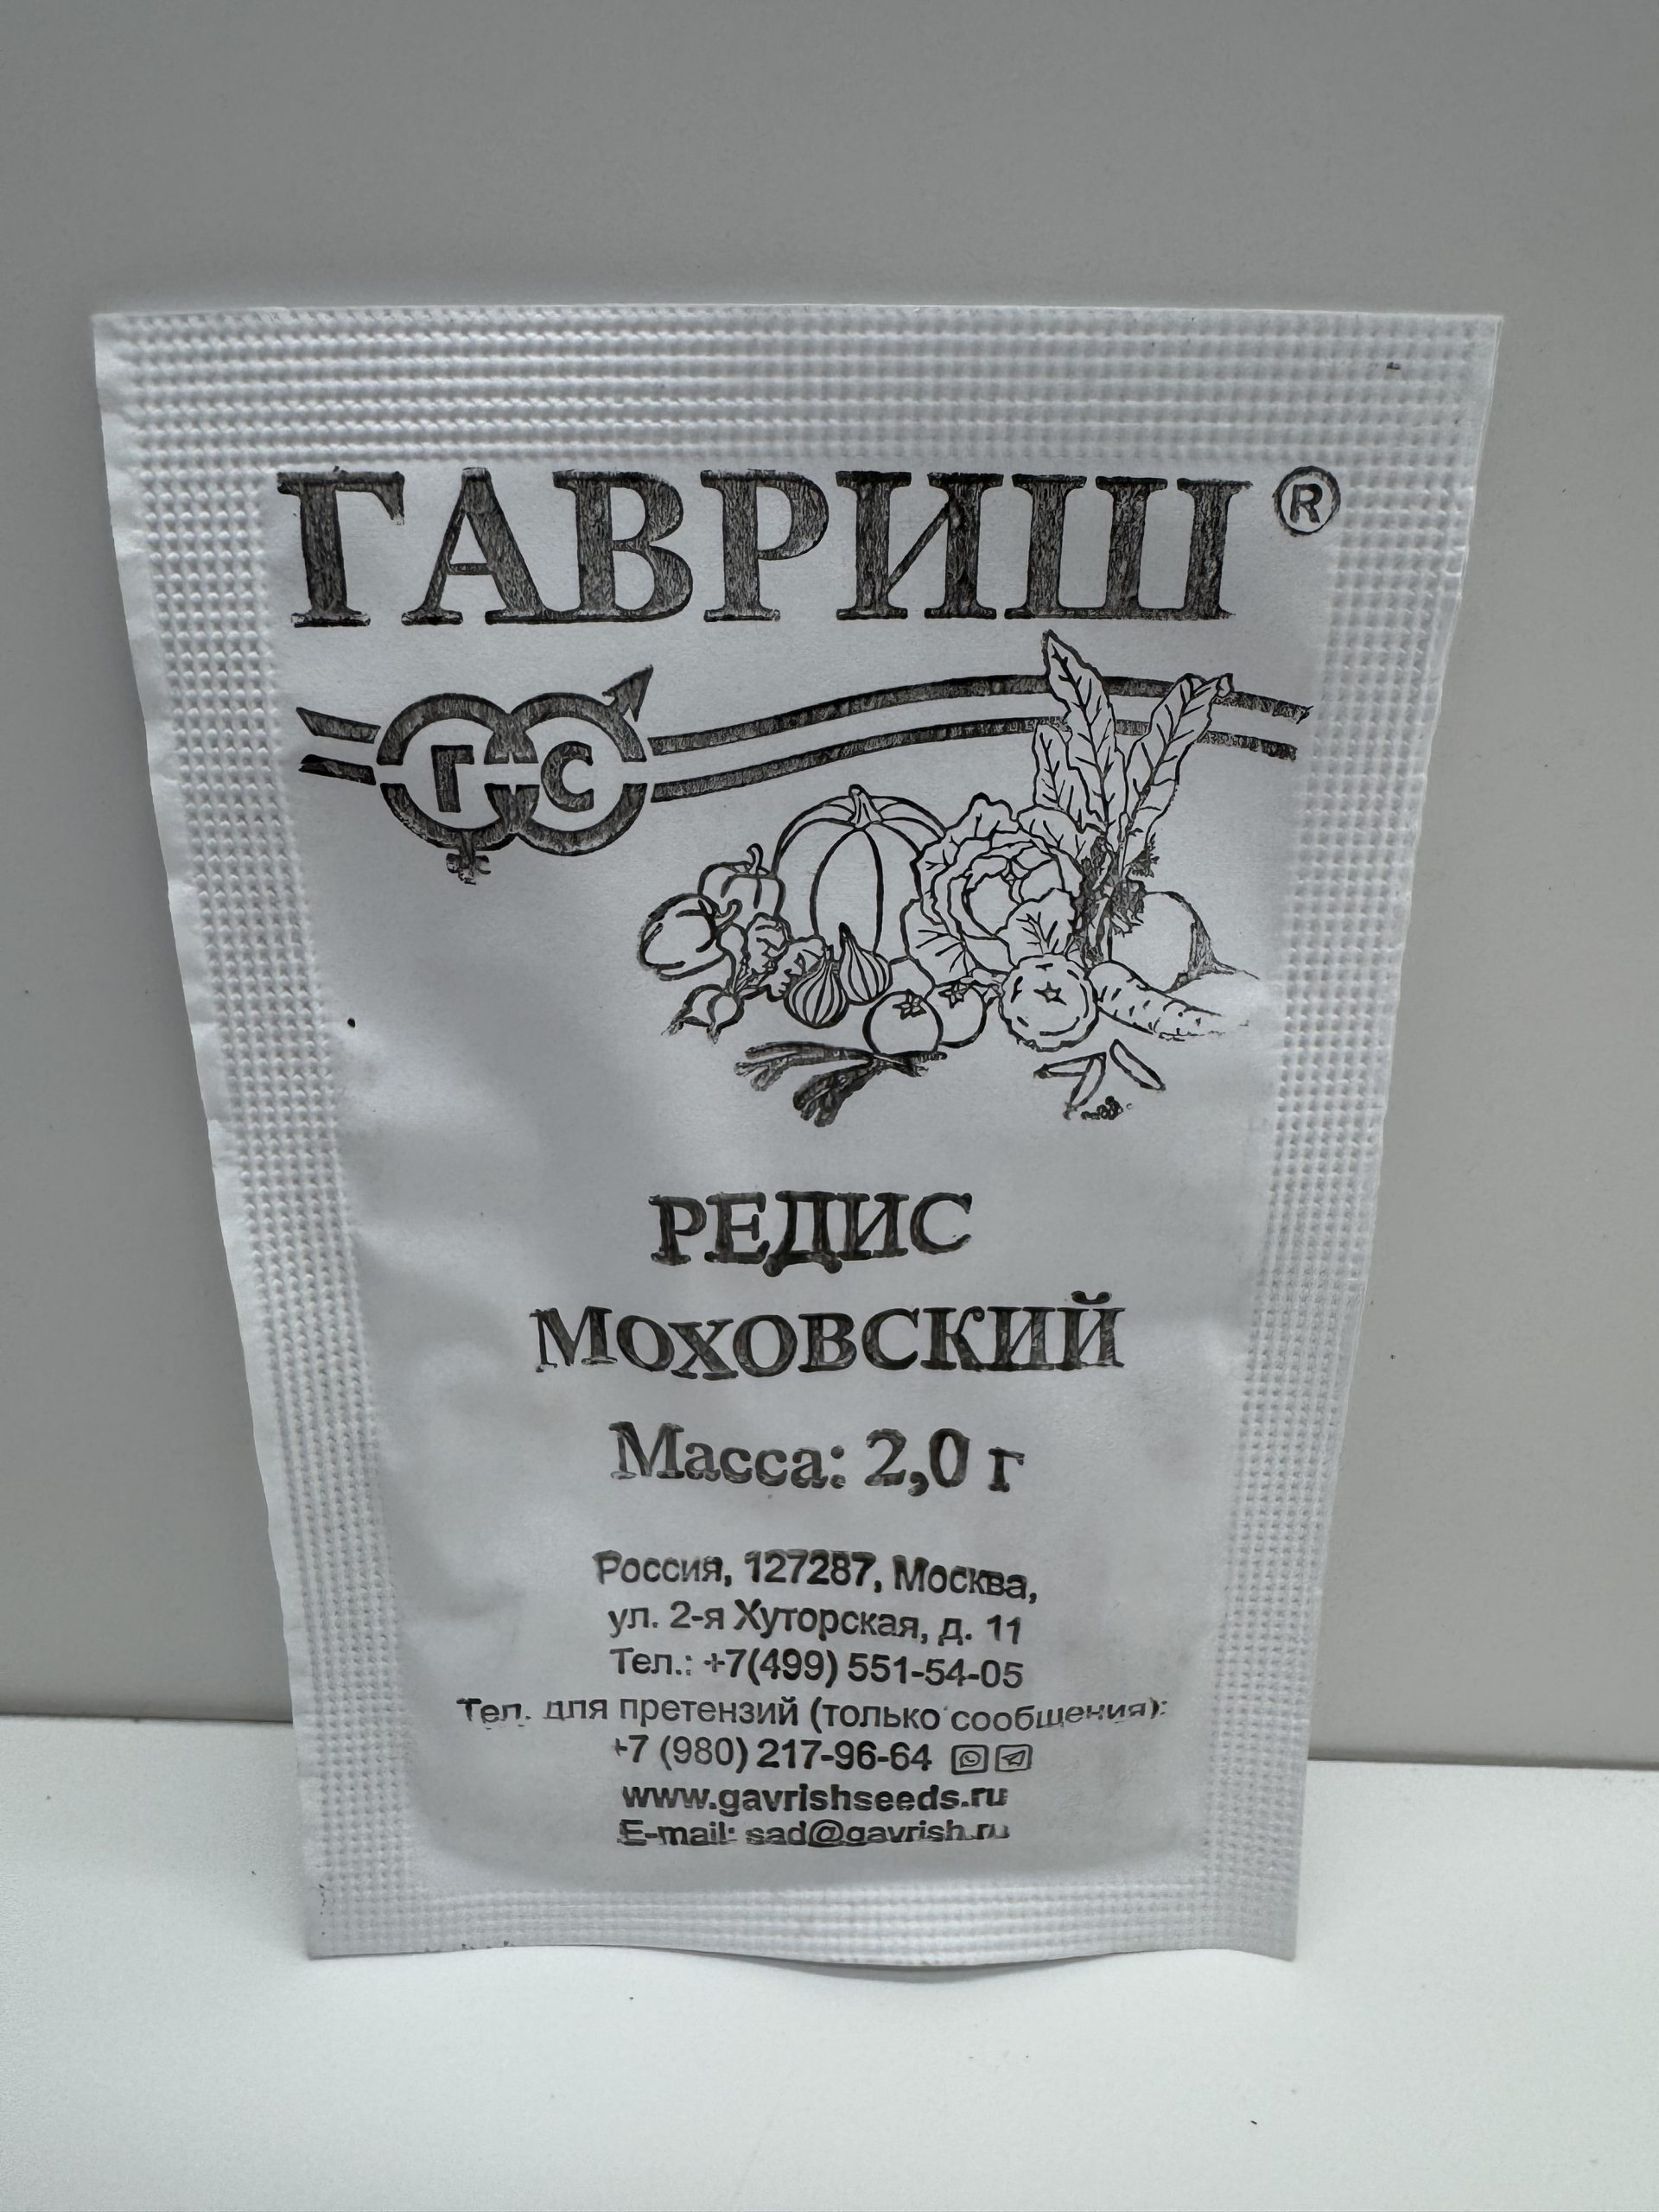 ГАВРИШ®
ГС
РЕДИС
МОХОВСКИЙ
Масса: 2,0 г
Россия, 127287, Москва,
ул. 2-я Хуторская, д. 11
Тел.: +7(499) 551-54-05
Тел. для претензий (только сообщения):
+7 (980) 217-96-64
www.gavrishseeds.ru
E-mail: sad@gavrish.ru